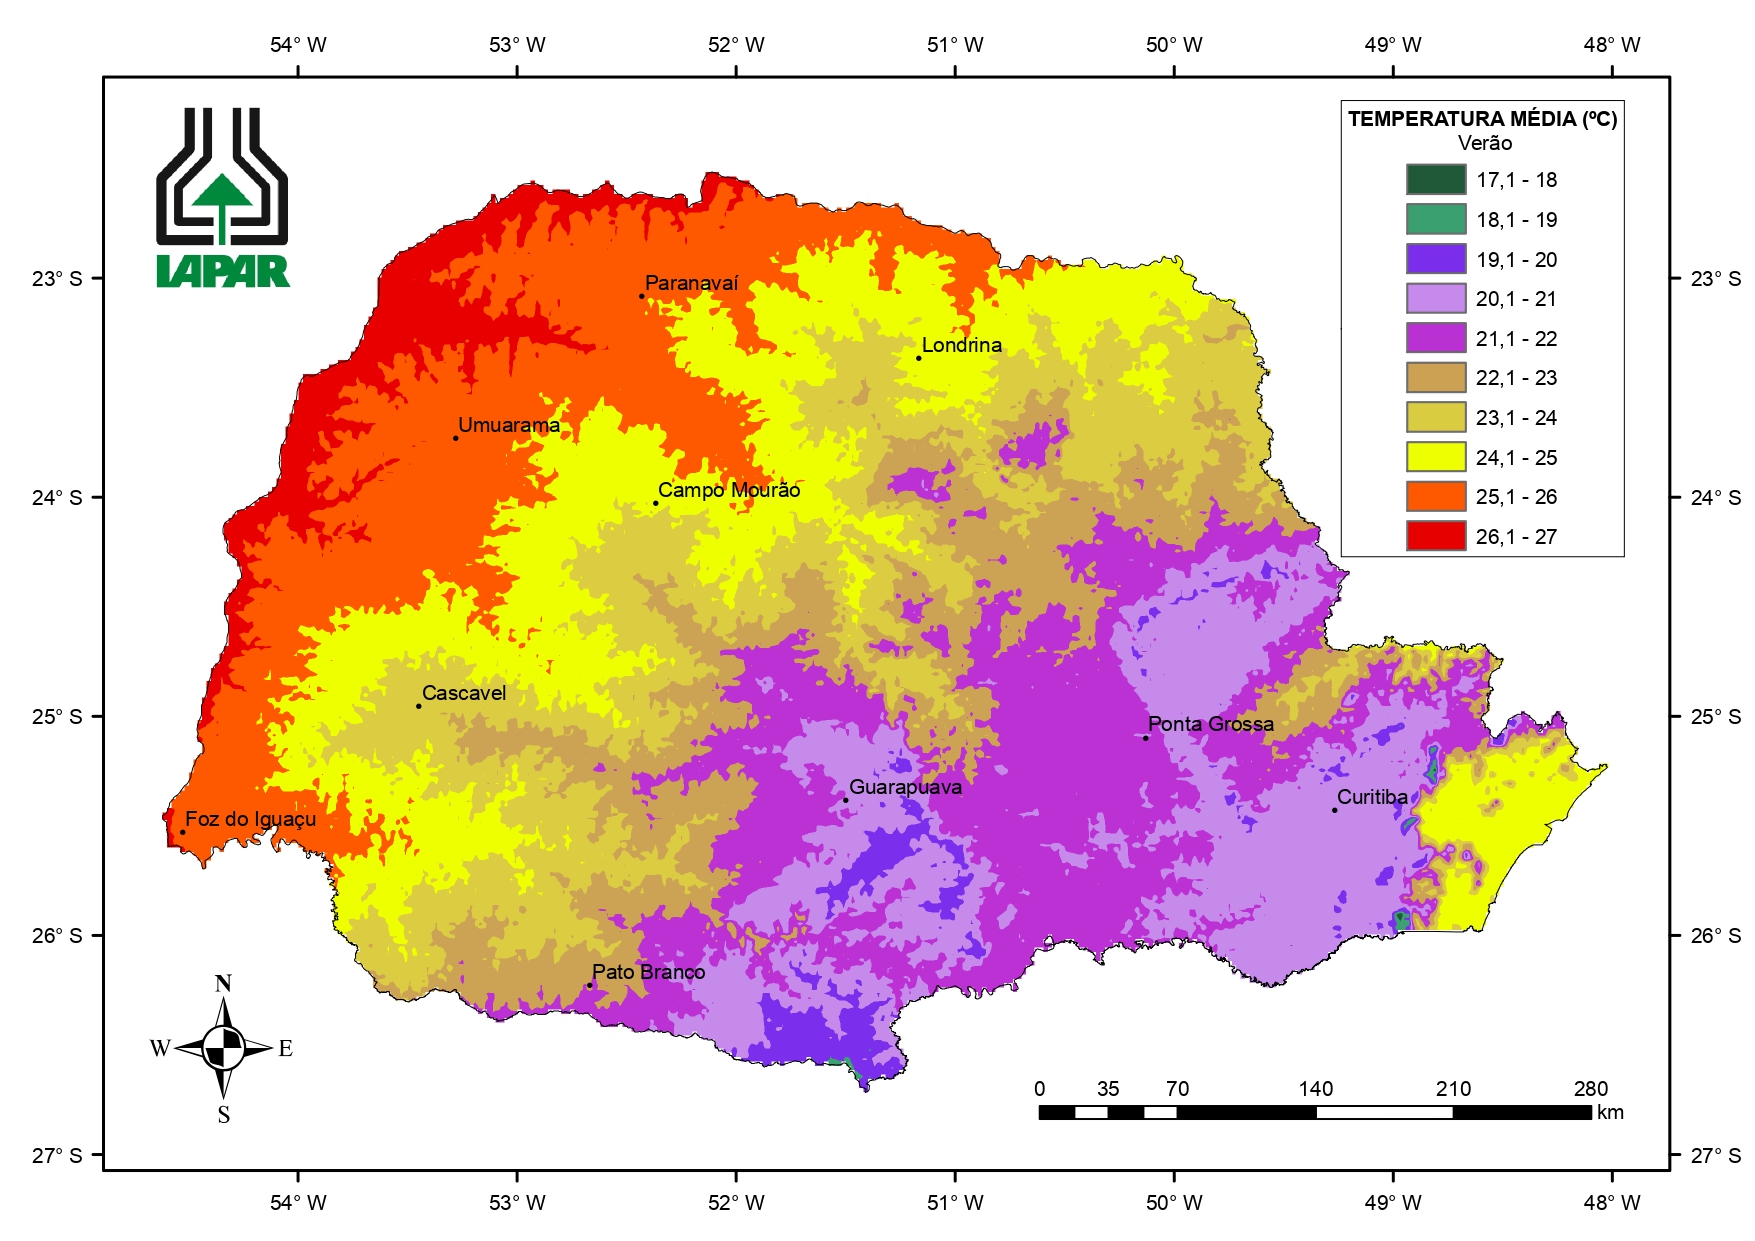 54° W 53° W 52° W 51° W 50° W 49° W 48° W
IAPAR
TEMPERATURA MÉDIA (ºC)
Verão
17,1 - 18
18,1 - 19
19,1 - 20
20,1 - 21
21,1 - 22
22,1 - 23
23,1 - 24
24,1 - 25
25,1 - 26
26,1 - 27
23° S 23° S
Paranavaí
Londrina
Umuarama
Campo Mourão
24° S 24° S
Cascavel
25° S 25° S
Ponta Grossa
Guarapuava
Curitiba
Foz do Iguaçu
26° S 26° S
Pato Branco
N
W E
S
0 35 70 140 210 280
km
27° S 27° S
54° W 53° W 52° W 51° W 50° W 49° W 48° W